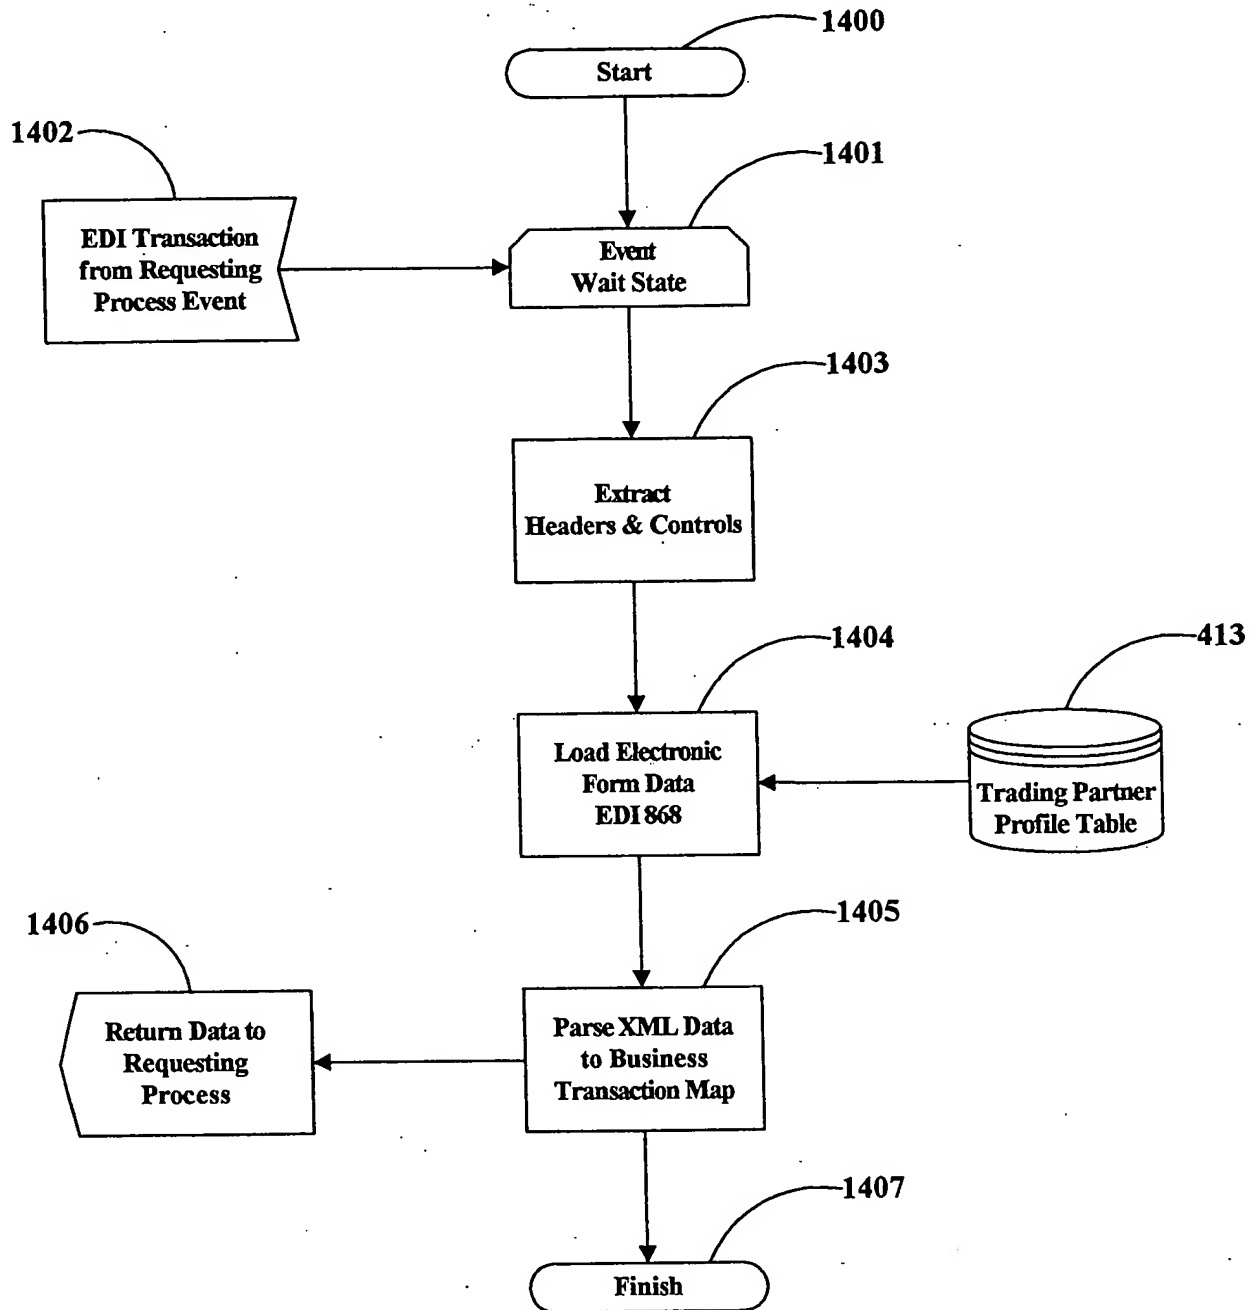 1400
Start
1402
1401
EDI Transaction
from Requesting
Process Event
Event
Wait State
1403
Extract
Headers & Controls
1404
413
Load Electronic
Form Data
EDI 868
Trading Partner
Profile Table
1406
1405
Return Data to
Requesting
Process
Parse XML Data
to Business
Transaction Map
1407
Finish